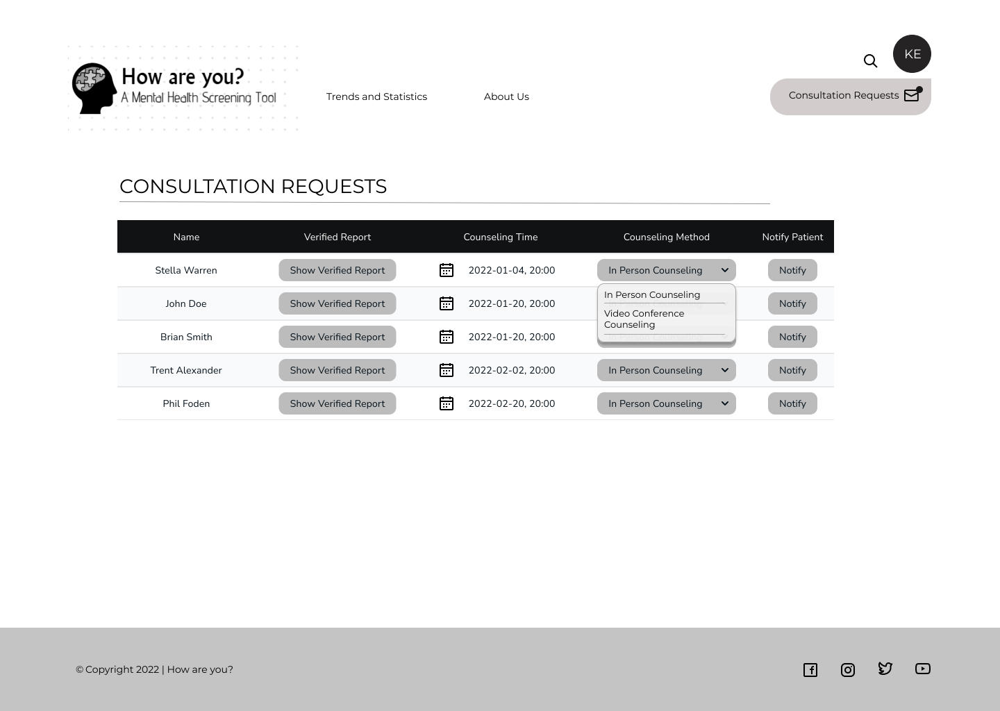 KE
How are you?
A Mental Health Screening Tool
Trends and Statistics
About Us
Consultation Requests
CONSULTATION REQUESTS
Name Verified Report Counseling Time Counseling Method Notify Patient
Stella Warren Show Verified Report 2022-01-04, 20:00 In Person Counseling Notify
In Person Counseling
John Doe Show Verified Report 2022-01-20, 20:00 Notify
Video Conference
Counseling
Brian Smith Show Verified Report 2022-01-20, 20:00 Notify
Trent Alexander Show Verified Report 2022-02-02, 20:00 In Person Counseling Notify
Phil Foden Show Verified Report 2022-02-20, 20:00 In Person Counseling Notify
© Copyright 2022 | How are you?